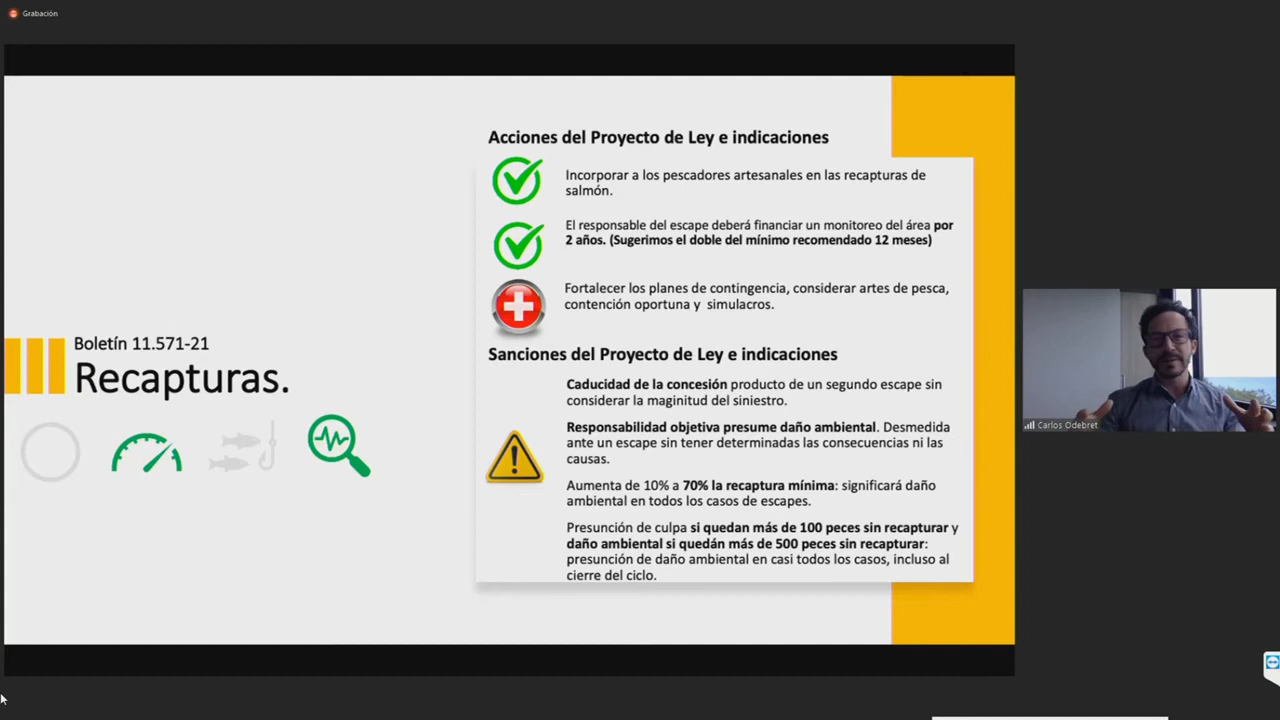 Grabación
Acciones del Proyecto de Ley e indicaciones
Incorporar a los pescadores artesanales en las recapturas de
salmón.
El responsable del escape deberá financiar un monitoreo del área por
2 años. (Sugerimos el doble del mínimo recomendado 12 meses)
Fortalecer los planes de contingencia, considerar artes de pesca,
contención oportuna y simulacros.
Boletín 11.571-21
Recapturas.
Sanciones del Proyecto de Ley e indicaciones
Caducidad de la concesión producto de un segundo escape sin
considerar la maginitud del siniestro.
Responsabilidad objetiva presume daño ambiental. Desmedida
ante un escape sin tener determinadas las consecuencias ni las
causas.
Aumenta de 10% a 70% la recaptura mínima: significará daño
ambiental en todos los casos de escapes.
Presunción de culpa si quedan más de 100 peces sin recapturar y
daño ambiental si quedán más de 500 peces sin recapturar:
presunción de daño ambiental en casi todos los casos, incluso al
cierre del ciclo.
Carlos Odebret